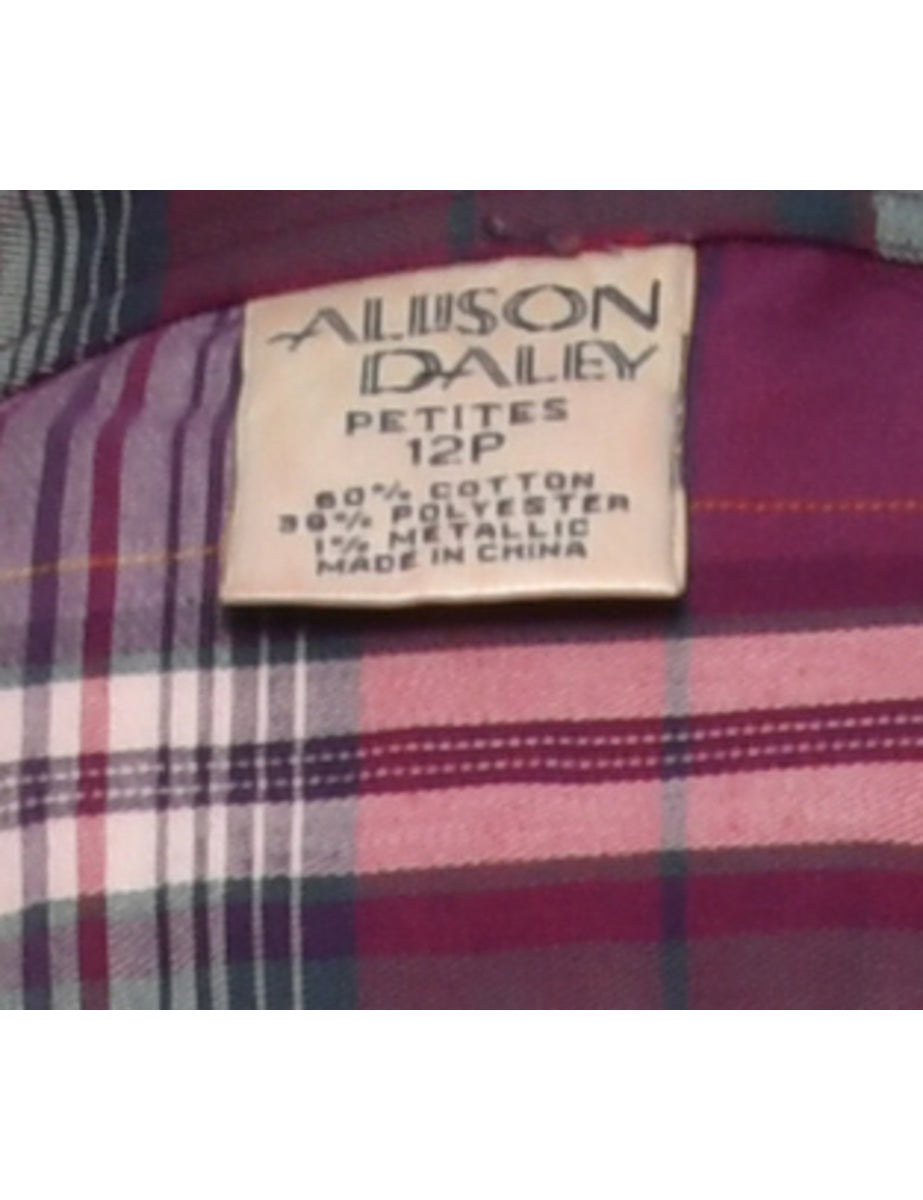 ALLISON
DALEY
PETITES
12P
60% COTTON
39% POLYESTER
1% METALLIC
MADE IN CHINA